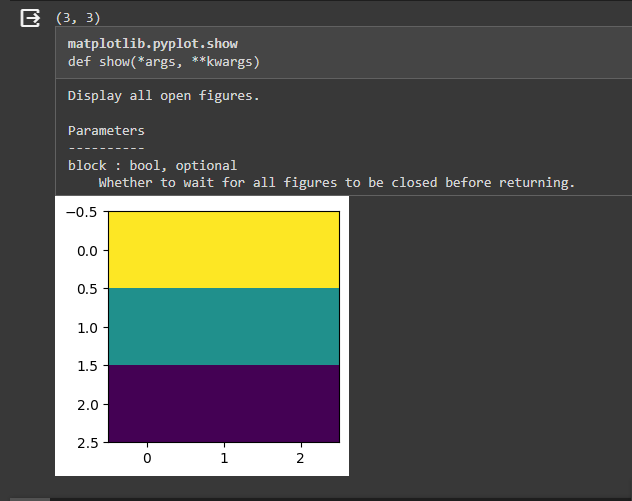 (3, 3)
matplotlib.pyplot.show
def show(*args, **kwargs)
Display all open figures.
Parameters
----------
block : bool, optional
Whether to wait for all figures to be closed before returning.
−0.5
0.0
0.5
1.0
1.5
2.0
2.5
0 1 2